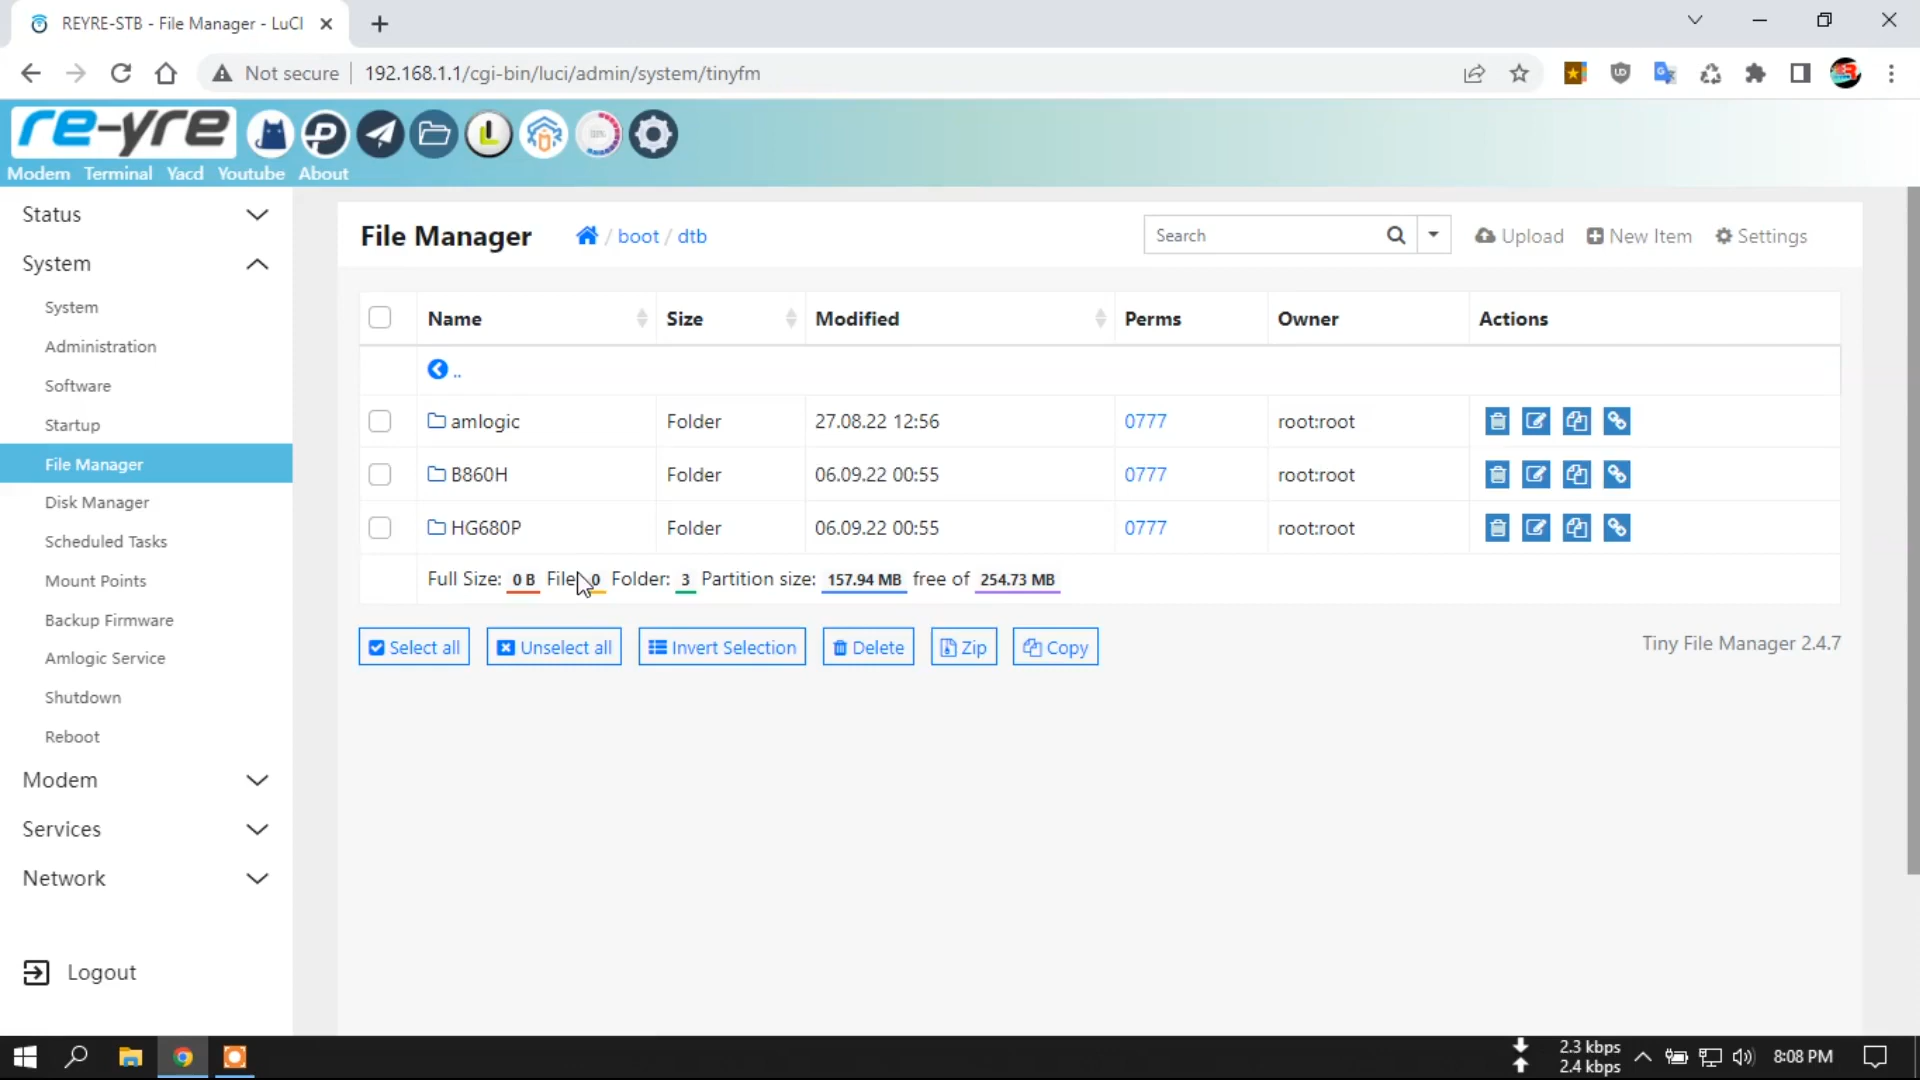 REYRE-STB - File Manager - LuCI
Not secure 192.168.1.1/cgi-bin/luci/admin/system/tinyfm
re-yre
Modem Terminal Yacd Youtube About
Status
System
System
Administration
Software
Startup
File Manager
Disk Manager
Scheduled Tasks
Mount Points
Backup Firmware
Amlogic Service
Shutdown
Reboot
Modem
Services
Network
Logout
File Manager / boot / dtb Search Upload New Item Settings
Name Size Modified Perms Owner Actions
..
amlogic Folder 27.08.22 12:56 0777 root:root
B860H Folder 06.09.22 00:55 0777 root:root
HG680P Folder 06.09.22 00:55 0777 root:root
Full Size: 0 B File: 0 Folder: 3 Partition size: 157.94 MB free of 254.73 MB
Select all Unselect all Invert Selection Delete Zip Copy
Tiny File Manager 2.4.7
2.3 kbps
2.4 kbps
8:08 PM